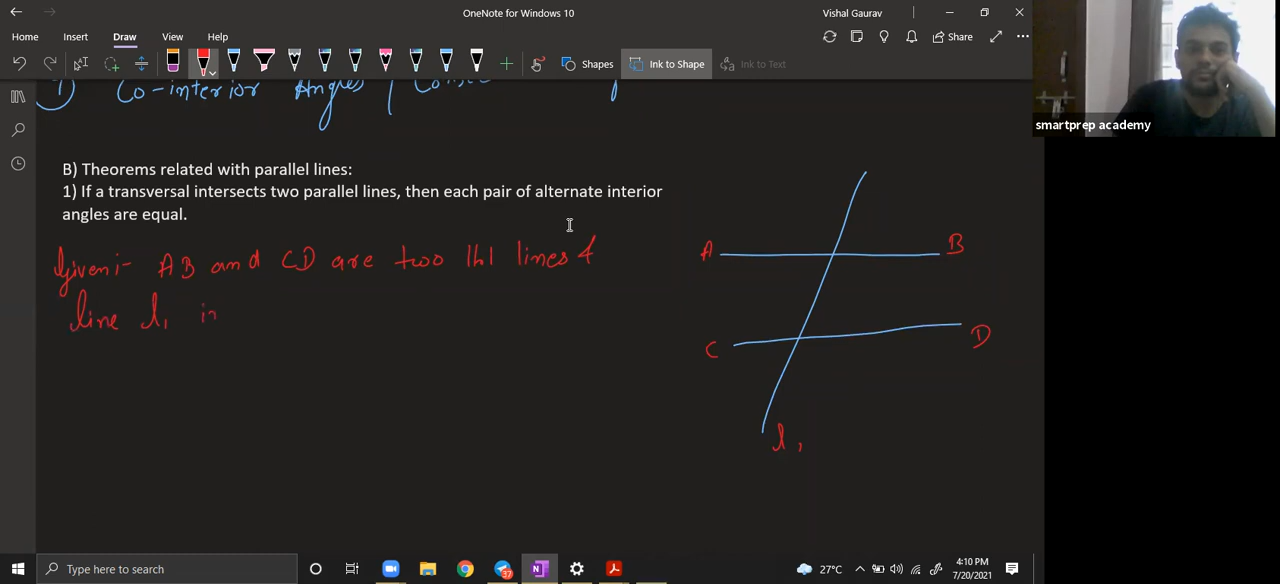 OneNote for Windows 10
Vishal Gaurav
Home Insert Draw View Help
Share
Shapes
Ink to Shape
Ink to Text
smartprep academy
Co-interior Angles
B) Theorems related with parallel lines:
1) If a transversal intersects two parallel lines, then each pair of alternate interior
angles are equal.
Given:- AB and CD are two ||el lines &
line l1 in
A B
C D
l1
Type here to search
37
27°C
4:10 PM
7/20/2021